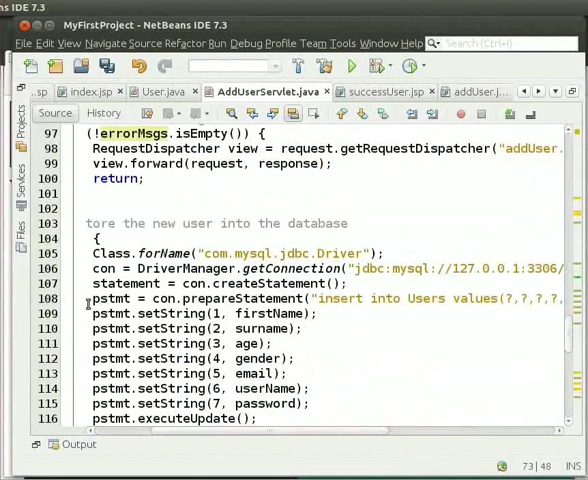 s IDE 7.3
MyFirstProject - NetBeans IDE 7.3
File Edit View Navigate Source Refactor Run Debug Profile Team Tools Window Help Search (Ctrl+I)
...sp index.jsp User.java AddUserServlet.java successUser.jsp addUser.j...
Source History
Projects
Services
Files
97 (!errorMsgs.isEmpty()) {
98 RequestDispatcher view = request.getRequestDispatcher("addUser.
99 view.forward(request, response);
100 return;
101
102
103 tore the new user into the database
104 {
105 Class.forName("com.mysql.jdbc.Driver");
106 con = DriverManager.getConnection("jdbc:mysql://127.0.0.1:3306/
107 statement = con.createStatement();
108 pstmt = con.prepareStatement("insert into Users values(?,?,?,?,
109 pstmt.setString(1, firstName);
110 pstmt.setString(2, surname);
111 pstmt.setString(3, age);
112 pstmt.setString(4, gender);
113 pstmt.setString(5, email);
114 pstmt.setString(6, userName);
115 pstmt.setString(7, password);
116 pstmt.executeUpdate();
Output
73|48 INS